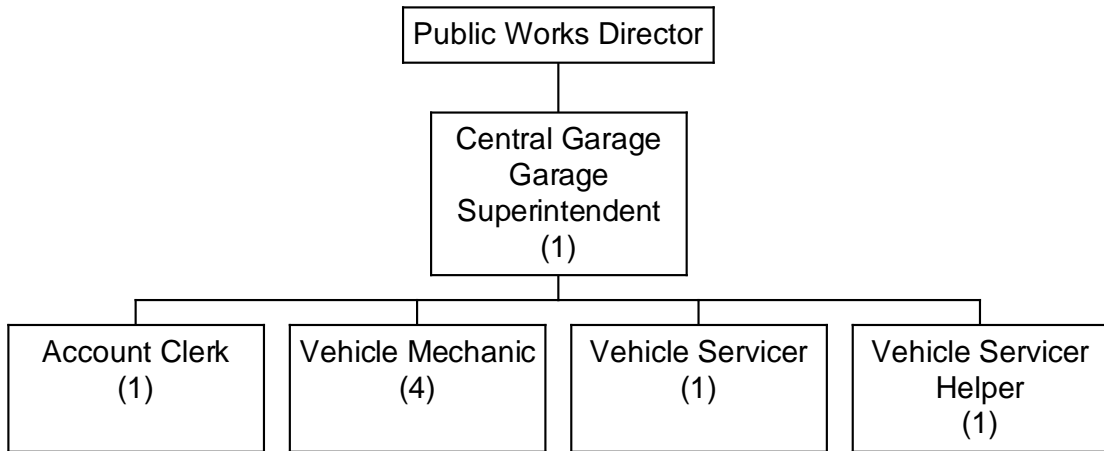 Public Works Director
Central Garage
Garage
Superintendent
(1)
Account Clerk
(1)
Vehicle Mechanic
(4)
Vehicle Servicer
(1)
Vehicle Servicer
Helper
(1)